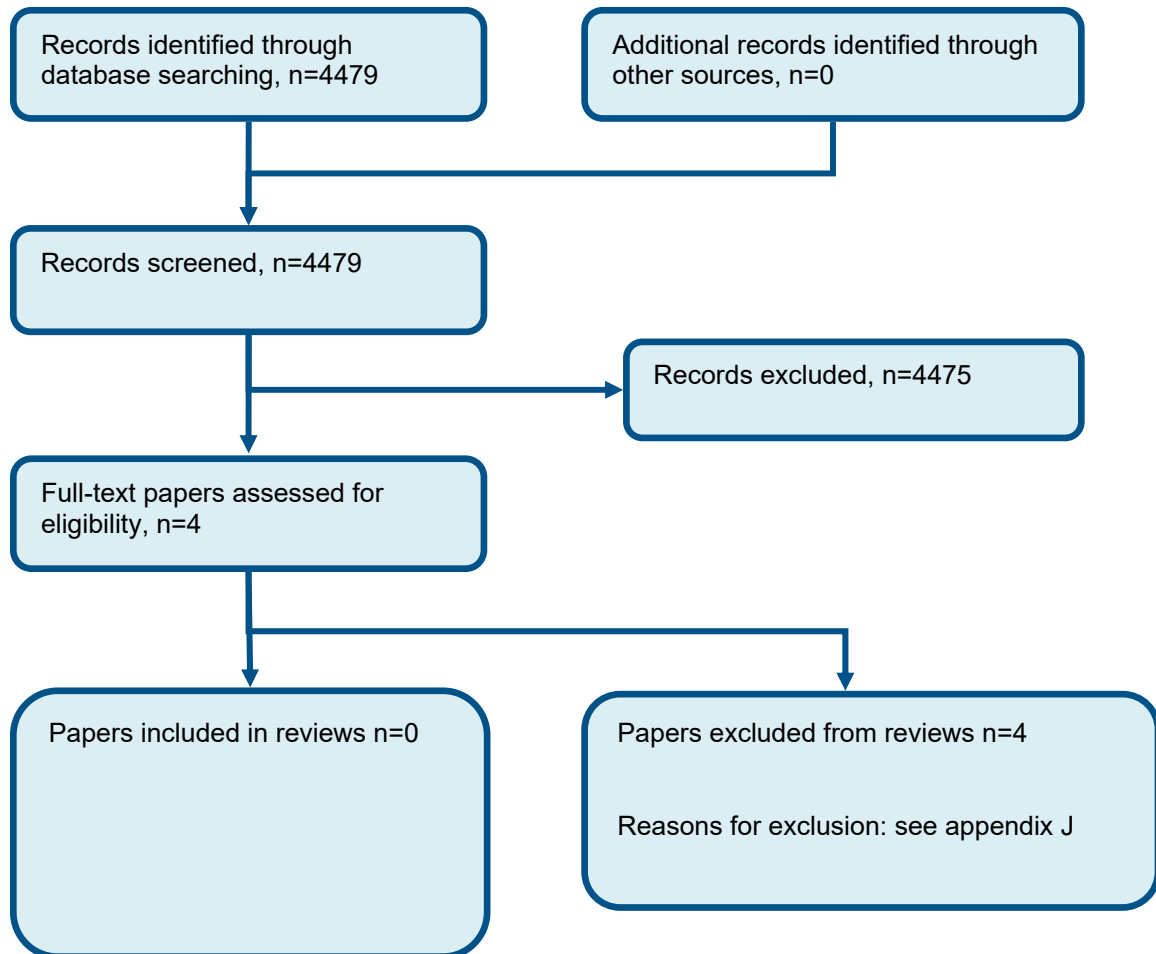 Records identified through
database searching, n=4479
Additional records identified through
other sources, n=0
Records screened, n=4479
Records excluded, n=4475
Full-text papers assessed for
eligibility, n=4
Papers included in reviews n=0
Papers excluded from reviews n=4
Reasons for exclusion: see appendix J